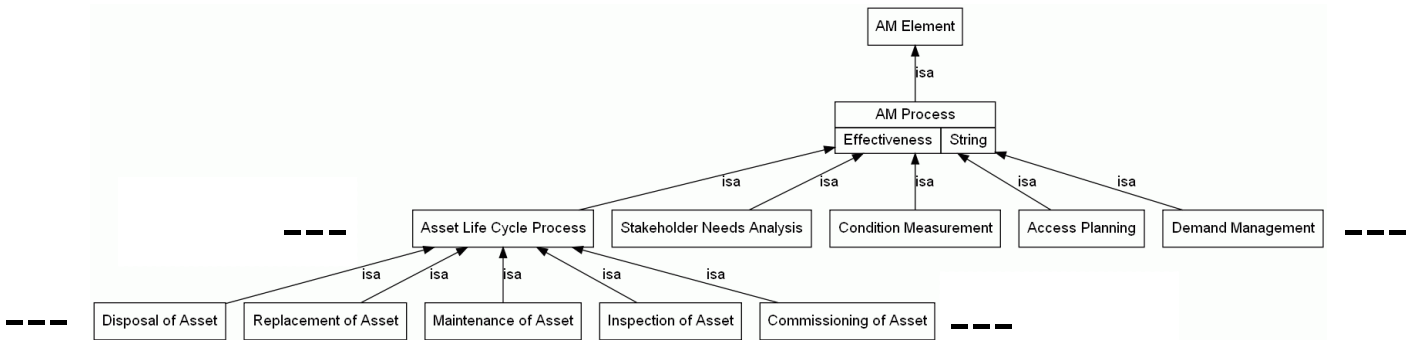 AM Element
isa
AM Process
Effectiveness String
isa isa isa isa isa
Asset Life Cycle Process Stakeholder Needs Analysis Condition Measurement Access Planning Demand Management
isa isa isa isa isa
Disposal of Asset Replacement of Asset Maintenance of Asset Inspection of Asset Commissioning of Asset